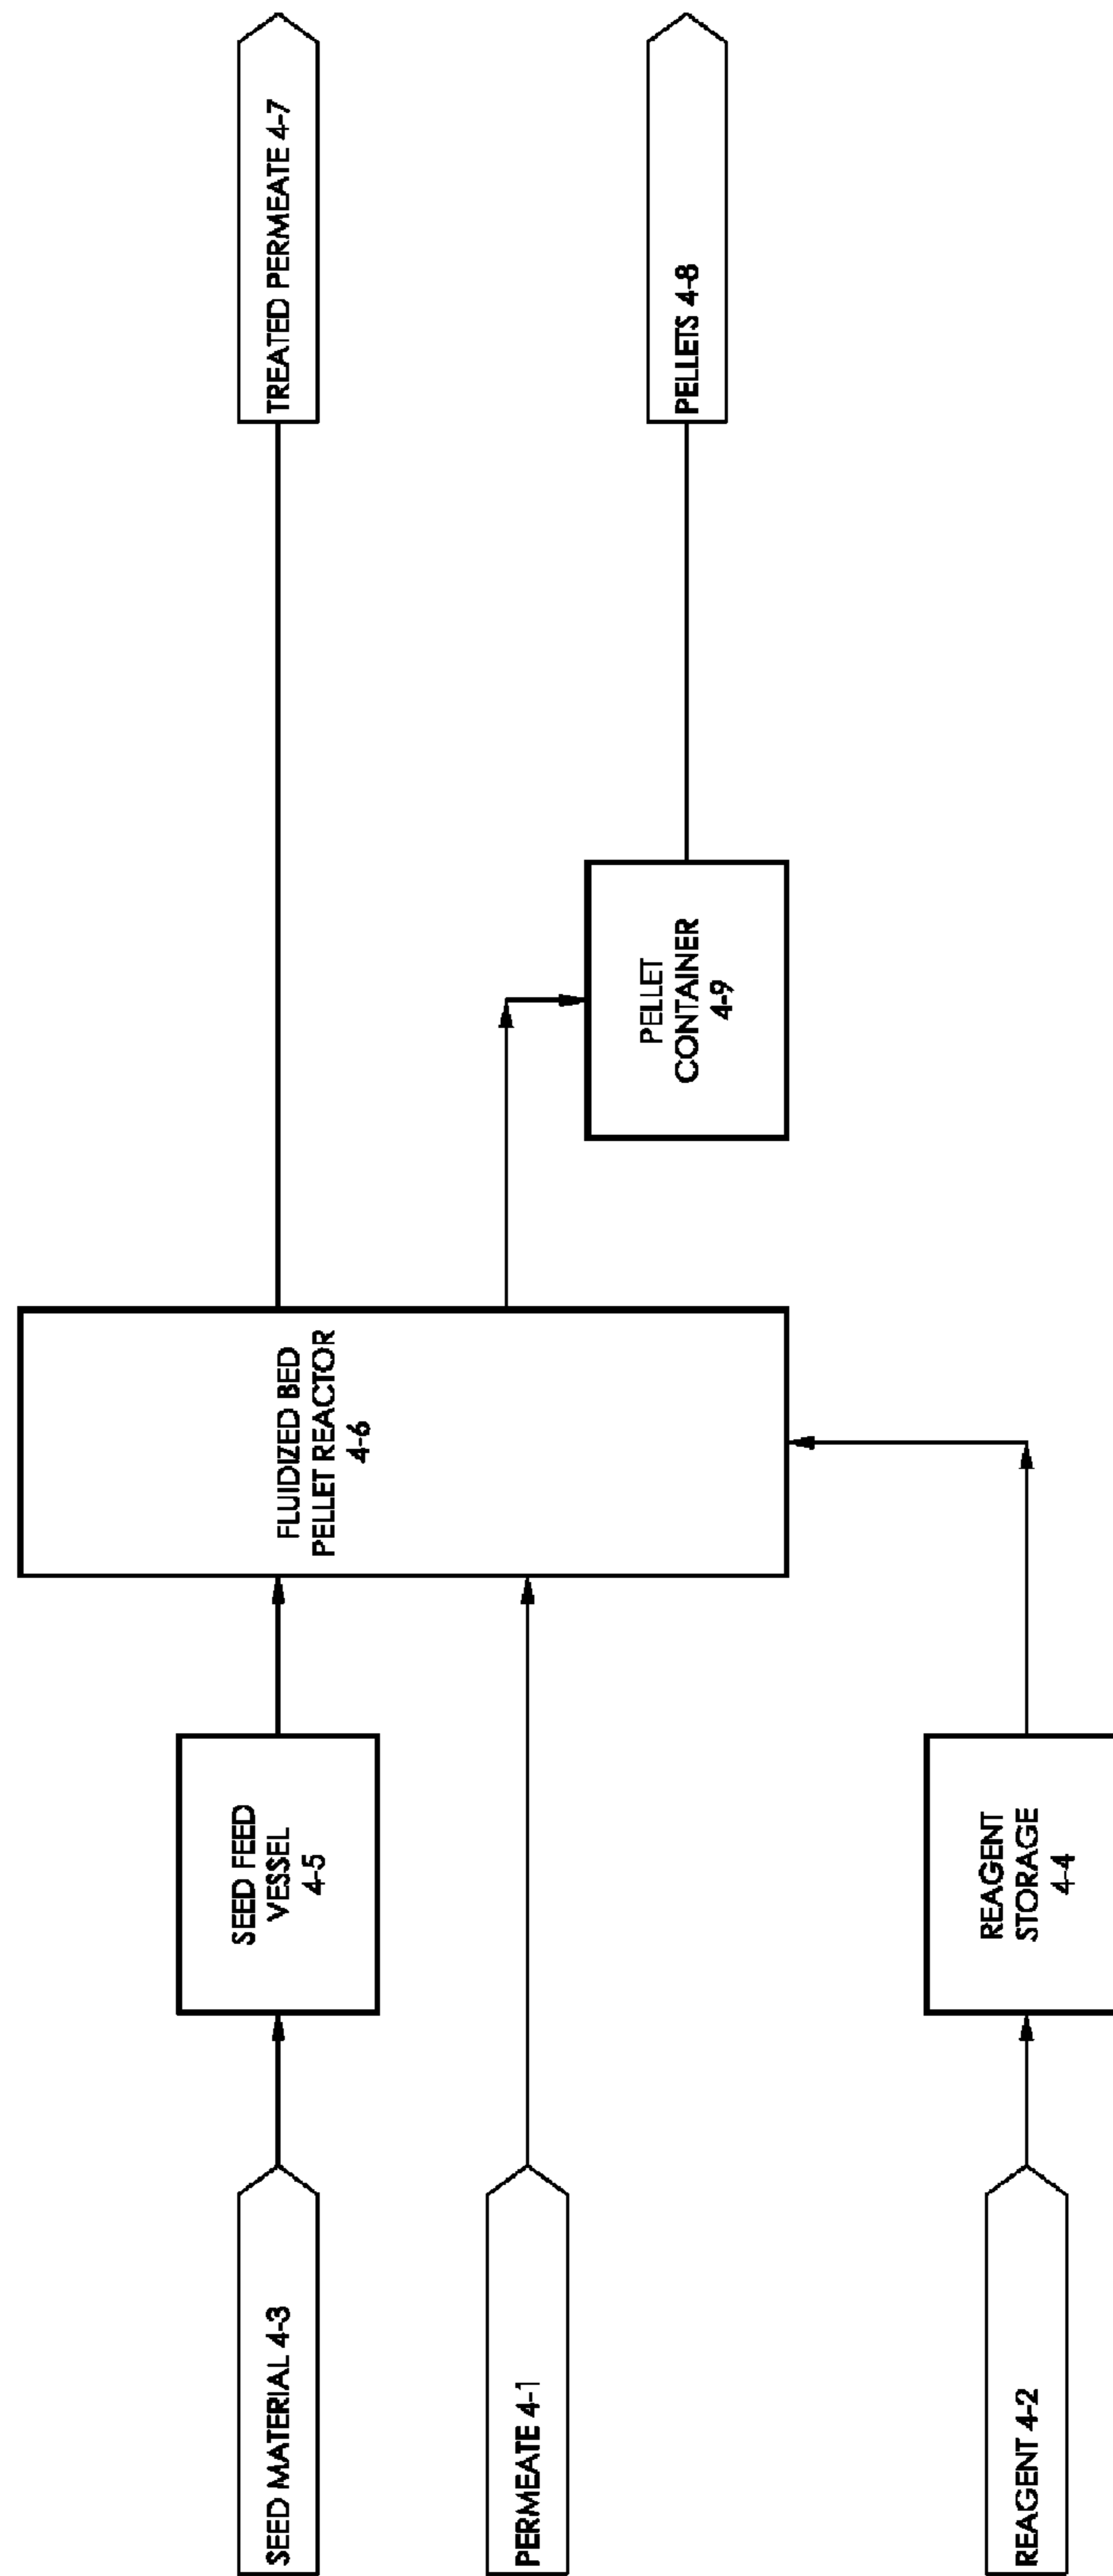 SEED MATERIAL 4-3
SEED FEED
VESSEL
4-5
FLUIDIZED BED
PELLET REACTOR
4-6
TREATED PERMEATE 4-7
PERMEATE 4-1
PELLET
CONTAINER
4-9
PELLETS 4-8
REAGENT 4-2
REAGENT
STORAGE
4-4